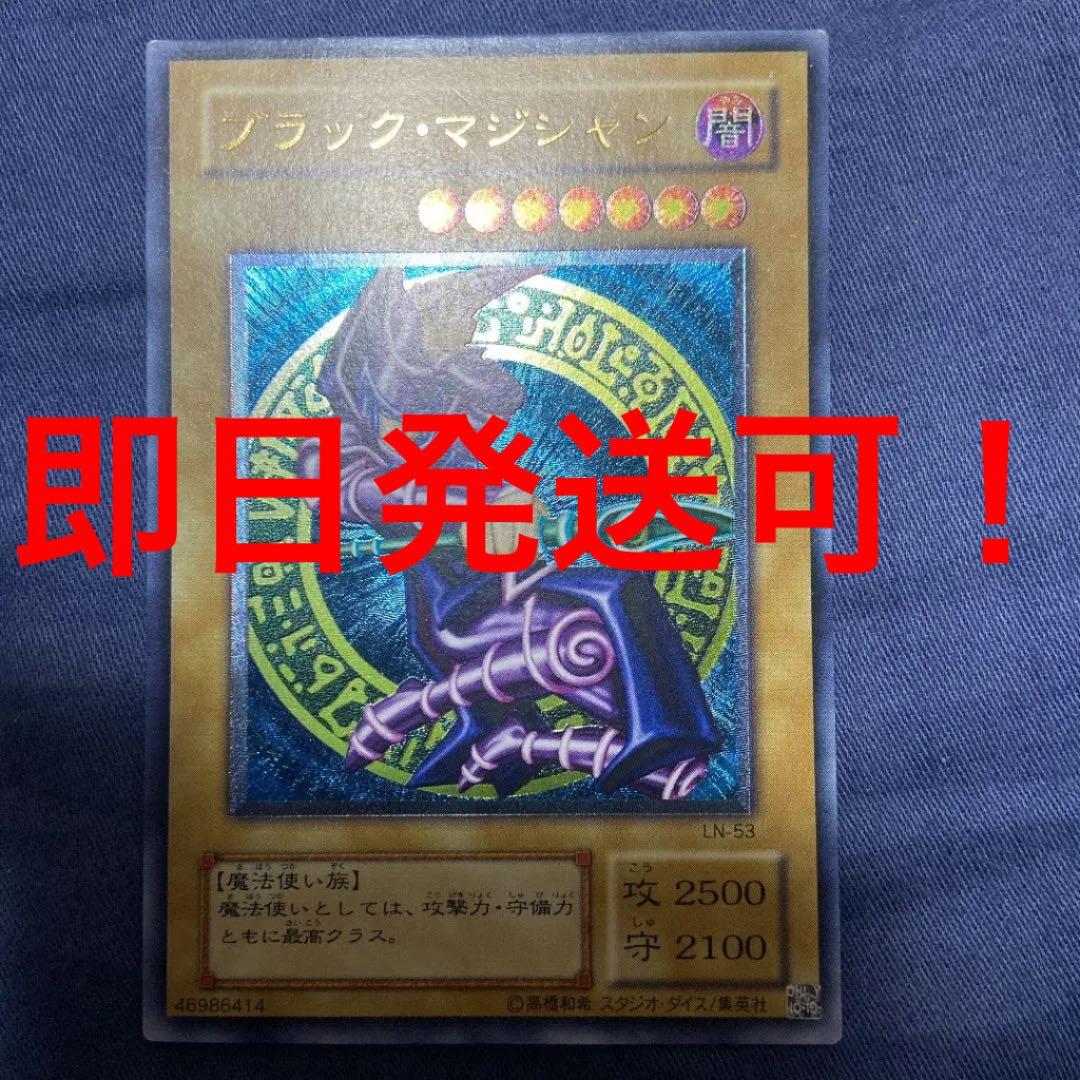 ブラック・マジシャン 闇
即日発送可！
LN-53
【魔法使い族】
魔法使いとしては、攻撃力・守備力
ともに最高クラス。
攻 2500
守 2100
46986414 ©高橋和希 スタジオ・ダイス/集英社